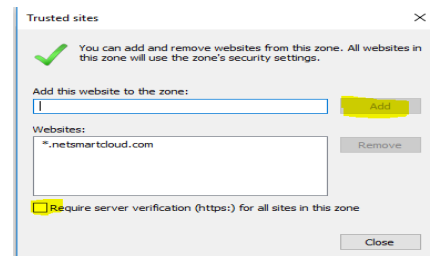 Trusted sites
You can add and remove websites from this zone. All websites in
this zone will use the zone's security settings.
Add this website to the zone:
Add
Websites:
*.netsmartcloud.com
Remove
Require server verification (https:) for all sites in this zone
Close